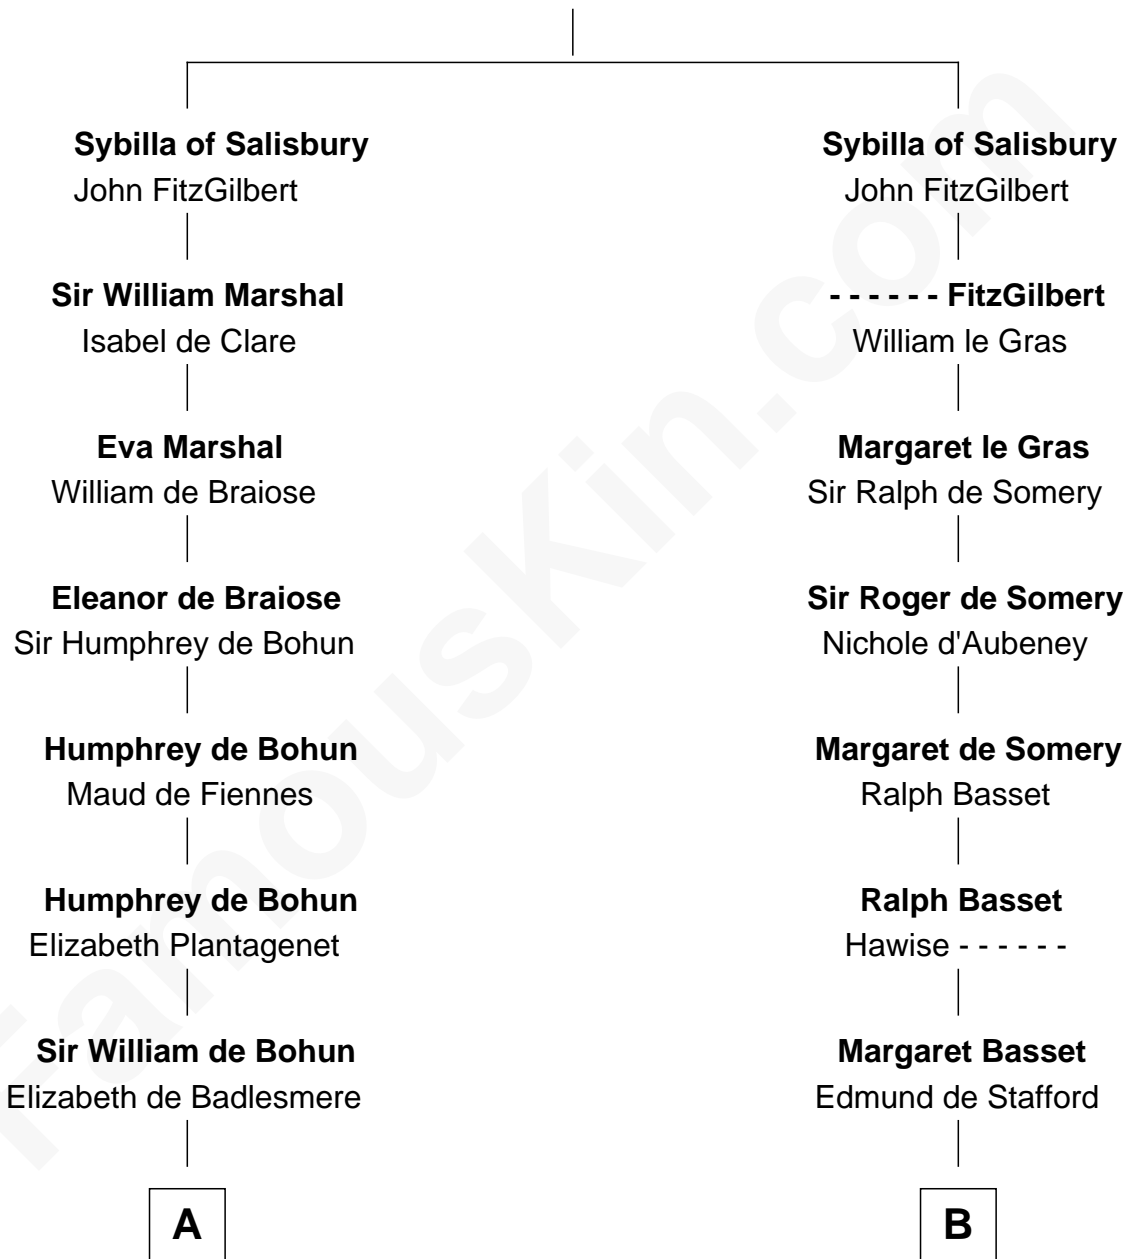 Sybilla of Salisbury
John FitzGilbert
Sir William Marshal
Isabel de Clare
Eva Marshal
William de Braiose
Eleanor de Braiose
Sir Humphrey de Bohun
Humphrey de Bohun
Maud de Fiennes
Humphrey de Bohun
Elizabeth Plantagenet
Sir William de Bohun
Elizabeth de Badlesmere
A
Sybilla of Salisbury
John FitzGilbert
- - - - - - FitzGilbert
William le Gras
Margaret le Gras
Sir Ralph de Somery
Sir Roger de Somery
Nichole d'Aubeney
Margaret de Somery
Ralph Basset
Ralph Basset
Hawise - - - - - -
Margaret Basset
Edmund de Stafford
B
FamousKin.com